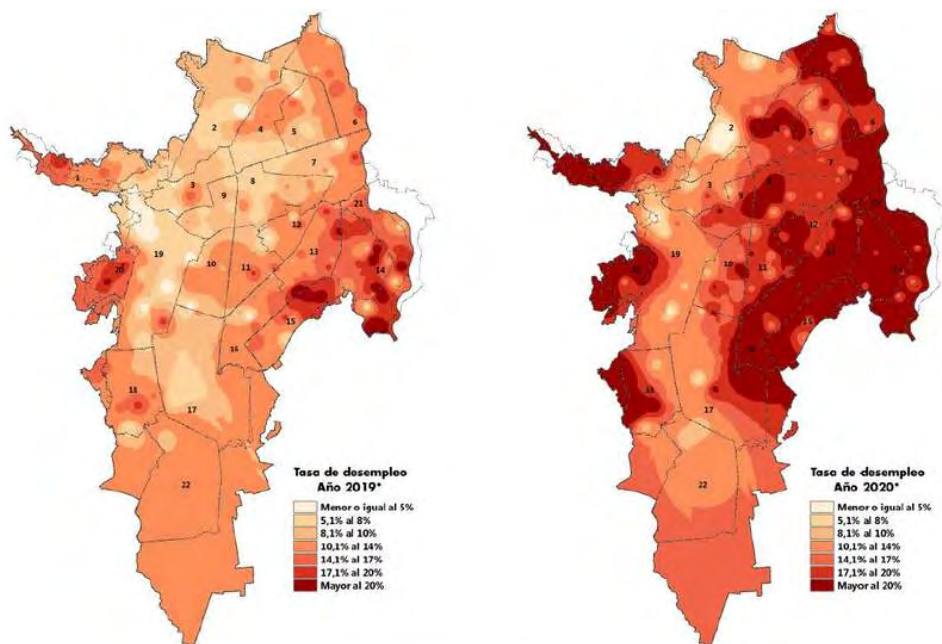 2
4
5
6
1
7
3
8
9
21
12
13
14
19
10
20
11
15
16
18
17
22
Tasa de desempleo
Año 2019*
Menor o igual al 5%
5,1% al 8%
8,1% al 10%
10,1% al 14%
14,1% al 17%
17,1% al 20%
Mayor al 20%
2
5
6
7
3
12
19
10
11
17
22
Tasa de desempleo
Año 2020*
Menor o igual al 5%
5,1% al 8%
8,1% al 10%
10,1% al 14%
14,1% al 17%
17,1% al 20%
Mayor al 20%